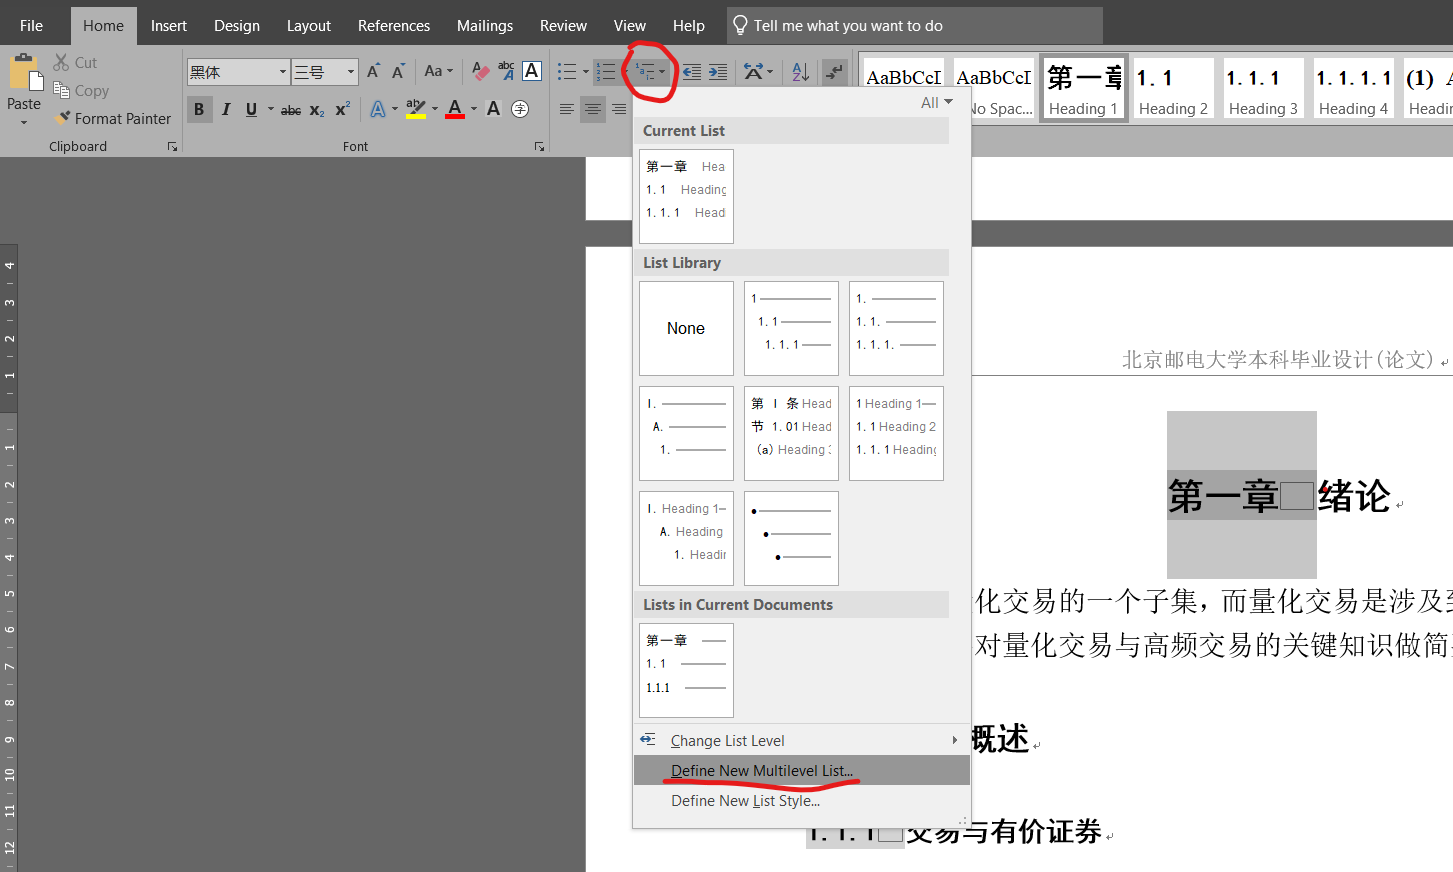 File Home Insert Design Layout References Mailings Review View Help Tell me what you want to do
Cut
Copy
Format Painter
Paste
Clipboard
黑体 三号 A A Aa A abc A
B I U abc X2 X2 A ab A A 字
Font
AaBbCcI AaBbCcI 第一章 1. 1 1. 1. 1 1. 1. 1. 1 (1) A
No Spac... Heading 1 Heading 2 Heading 3 Heading 4 Headin
All
Current List
第一章 Hea
1. 1 Heading
1. 1. 1 Head
List Library
None
1
1. 1
1. 1. 1
1.
1. 1.
1. 1. 1.
I.
A.
1.
第 I 条 Head
节 1. 01 Head
(a) Heading 3
1 Heading 1
1. 1 Heading 2
1. 1. 1 Heading
I. Heading 1
A. Heading
1. Headin
Lists in Current Documents
第一章
1. 1
1.1.1
Change List Level
Define New Multilevel List...
Define New List Style...
4
3
2
1
1
2
3
4
5
6
7
8
9
10
11
12
北京邮电大学本科毕业设计(论文)
第一章 绪论
化交易的一个子集，而量化交易是涉及到
对量化交易与高频交易的关键知识做简
概述
1. 1. 1 交易与有价证券